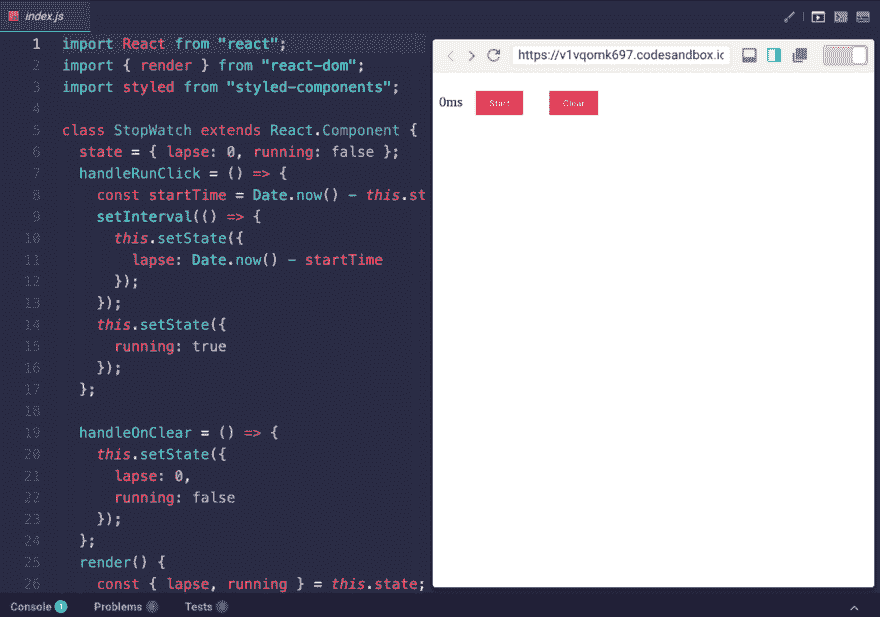 index.js
1 import React from "react";
2 import { render } from "react-dom";
3 import styled from "styled-components";
4
5 class StopWatch extends React.Component {
6 state = { lapse: 0, running: false };
7 handleRunClick = () => {
8 const startTime = Date.now() - this.st
9 setInterval(() => {
10 this.setState({
11 lapse: Date.now() - startTime
12 });
13 });
14 this.setState({
15 running: true
16 });
17 };
18
19 handleOnClear = () => {
20 this.setState({
21 lapse: 0,
22 running: false
23 });
24 };
25 render() {
26 const { lapse, running } = this.state;
https://v1vqomk697.codesandbox.ic
0ms Start Clear
Console 1 Problems Tests